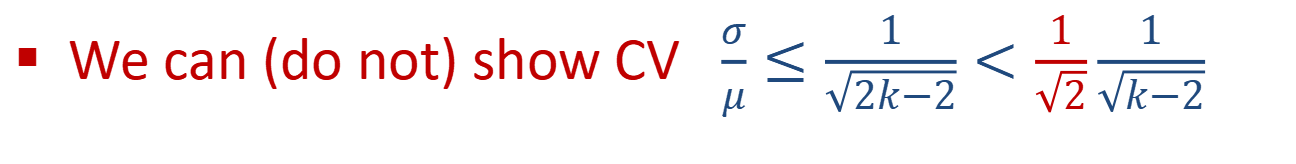 ▪ We can (do not) show CV σ/μ ≤ 1/√(2k−2) < 1/√2 1/√(k−2)